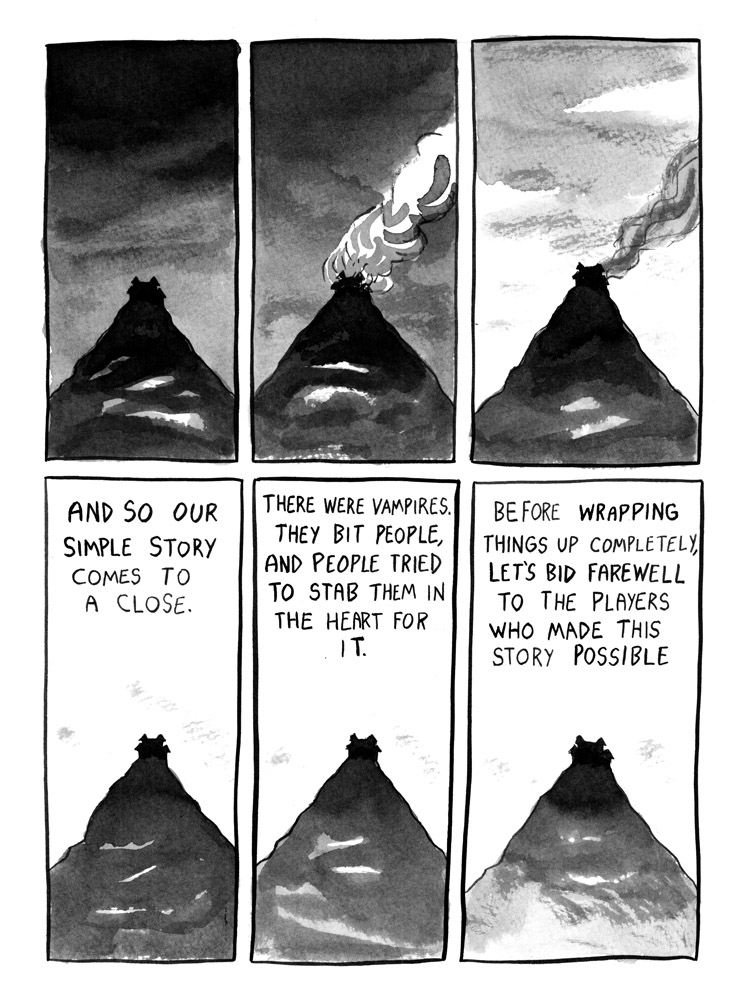 AND SO OUR
SIMPLE STORY
COMES TO
A CLOSE.
THERE WERE VAMPIRES.
THEY BIT PEOPLE,
AND PEOPLE TRIED
TO STAB THEM IN
THE HEART FOR
IT.
BEFORE WRAPPING
THINGS UP COMPLETELY,
LET'S BID FAREWELL
TO THE PLAYERS
WHO MADE THIS
STORY POSSIBLE